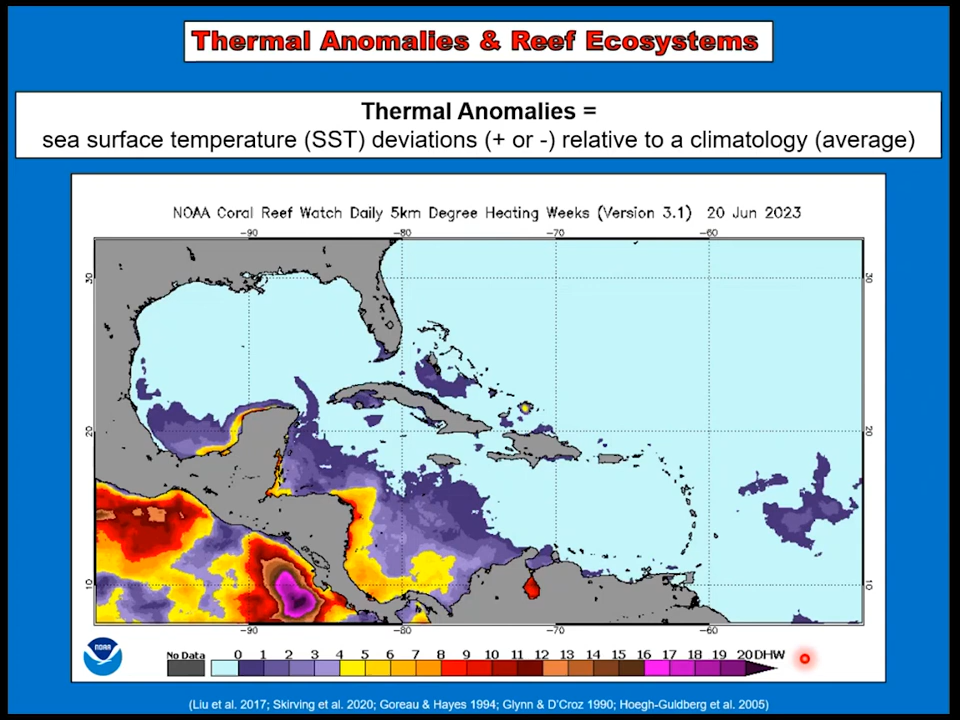 Thermal Anomalies & Reef Ecosystems
Thermal Anomalies =
sea surface temperature (SST) deviations (+ or -) relative to a climatology (average)
NOAA Coral Reef Watch Daily 5km Degree Heating Weeks (Version 3.1) 20 Jun 2023
-90 -80 -70 -60
30 30
20 20
10 10
-90 -80 -70 -60
NOAA
No Data 0 1 2 3 4 5 6 7 8 9 10 11 12 13 14 15 16 17 18 19 20 DHW
(Liu et al. 2017; Skirving et al. 2020; Goreau & Hayes 1994; Glynn & D'Croz 1990; Hoegh-Guldberg et al. 2005)